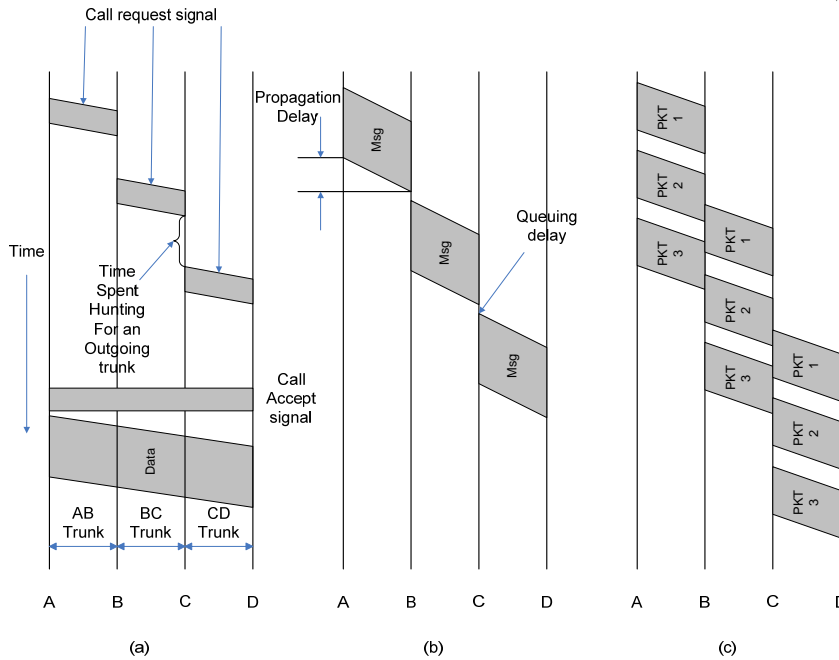 Call request signal
Time
Time
Spent
Hunting
For an
Outgoing
trunk
Call
Accept
signal
Data
AB
Trunk
BC
Trunk
CD
Trunk
A
B
C
D
(a)
Propagation
Delay
Msg
Msg
Queuing
delay
Msg
A
B
C
D
(b)
PKT
1
PKT
2
PKT
3
PKT
1
PKT
2
PKT
3
PKT
1
PKT
2
PKT
3
A
B
C
D
(c)